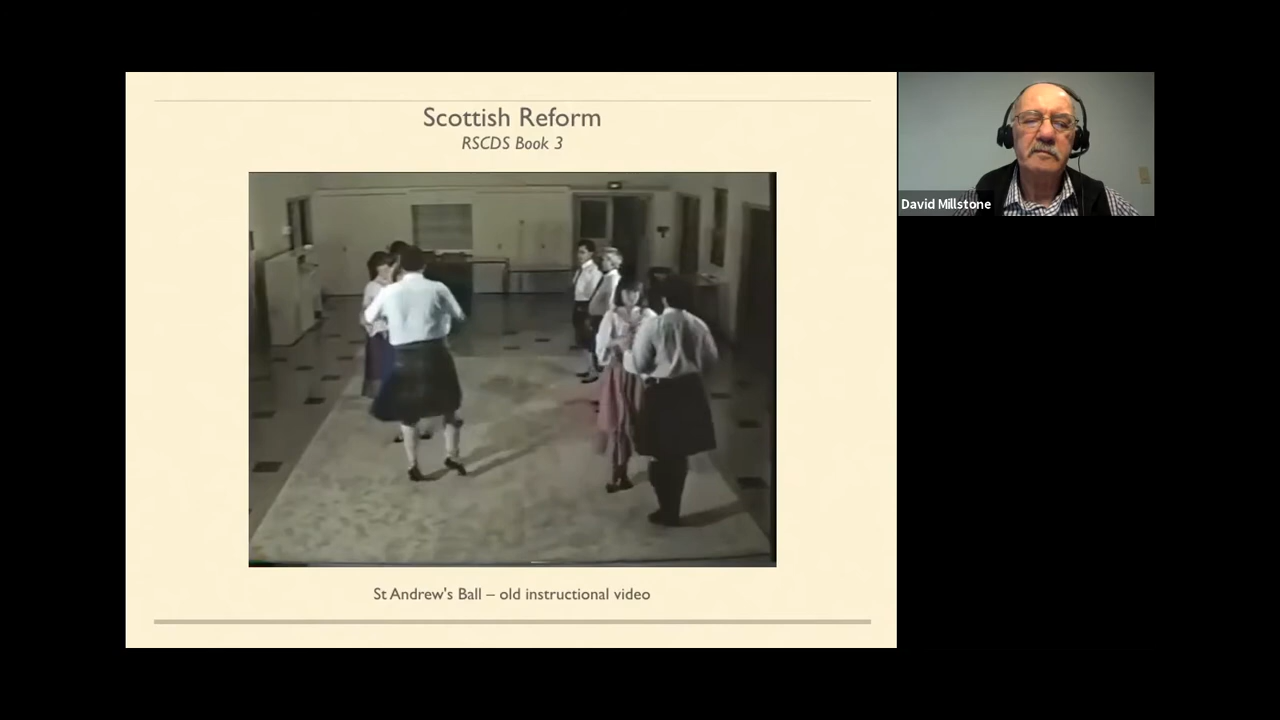 Scottish Reform
RSCDS Book 3
David Millstone
St Andrew's Ball – old instructional video